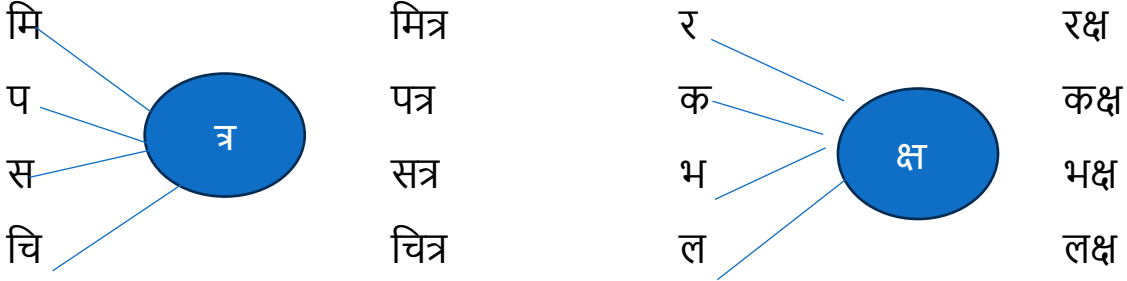 मि मित्र र रक्ष
प पत्र क कक्ष
त्र क्ष
स सत्र भ भक्ष
चि चित्र ल लक्ष